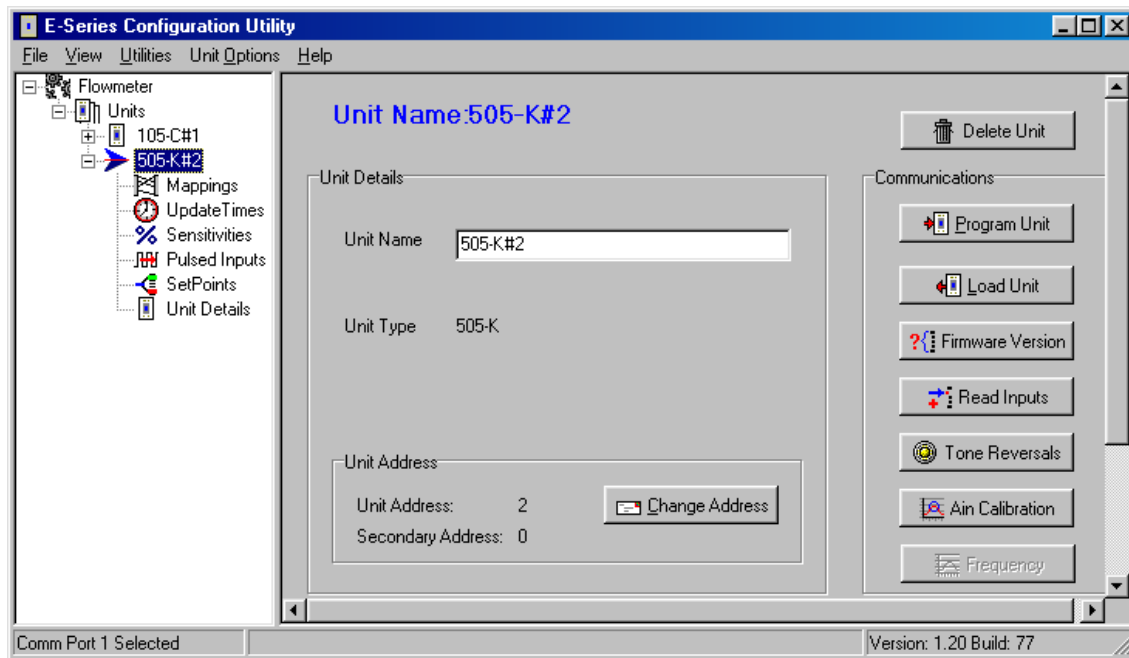 E-Series Configuration Utility
File View Utilities Unit Options Help
Flowmeter
Units
105-C#1
505-K#2
Mappings
UpdateTimes
Sensitivities
Pulsed Inputs
SetPoints
Unit Details
Unit Name:505-K#2
Delete Unit
Unit Details
Unit Name 505-K#2
Unit Type 505-K
Unit Address
Unit Address: 2
Change Address
Secondary Address: 0
Communications
Program Unit
Load Unit
Firmware Version
Read Inputs
Tone Reversals
Ain Calibration
Frequency
Comm Port 1 Selected
Version: 1.20 Build: 77